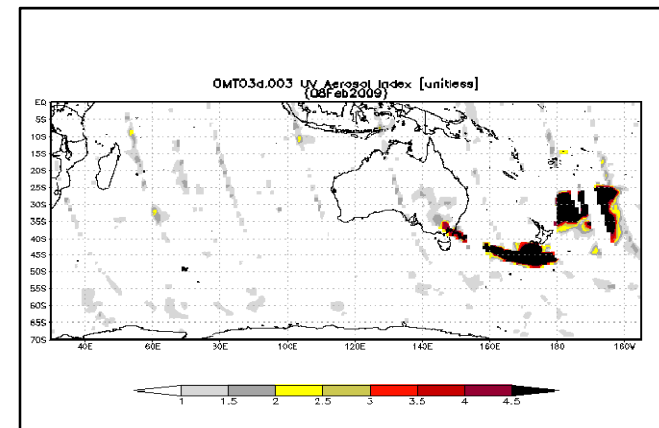 OMTO3d.003 UV Aerosol Index [unitless]
(08Feb2009)
EQ
5S
10S
15S
20S
25S
30S
35S
40S
45S
50S
55S
60S
65S
70S
40E 60E 80E 100E 120E 140E 160E 180 160W
1 1.5 2 2.5 3 3.5 4 4.5